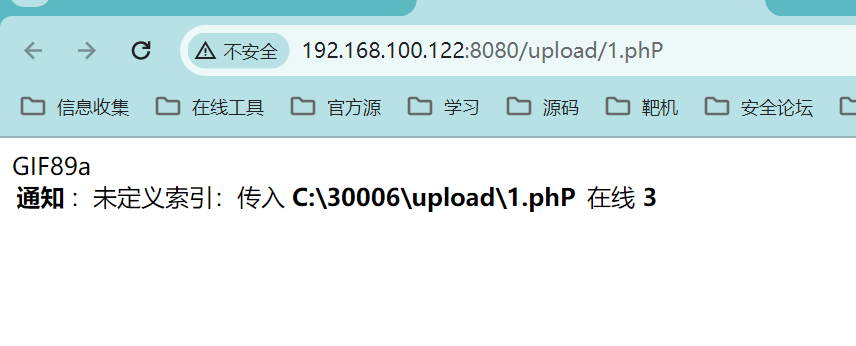 不安全 192.168.100.122:8080/upload/1.phP
信息收集 在线工具 官方源 学习 源码 靶机 安全论坛
GIF89a
通知： 未定义索引：传入 C:\30006\upload\1.phP 在线 3